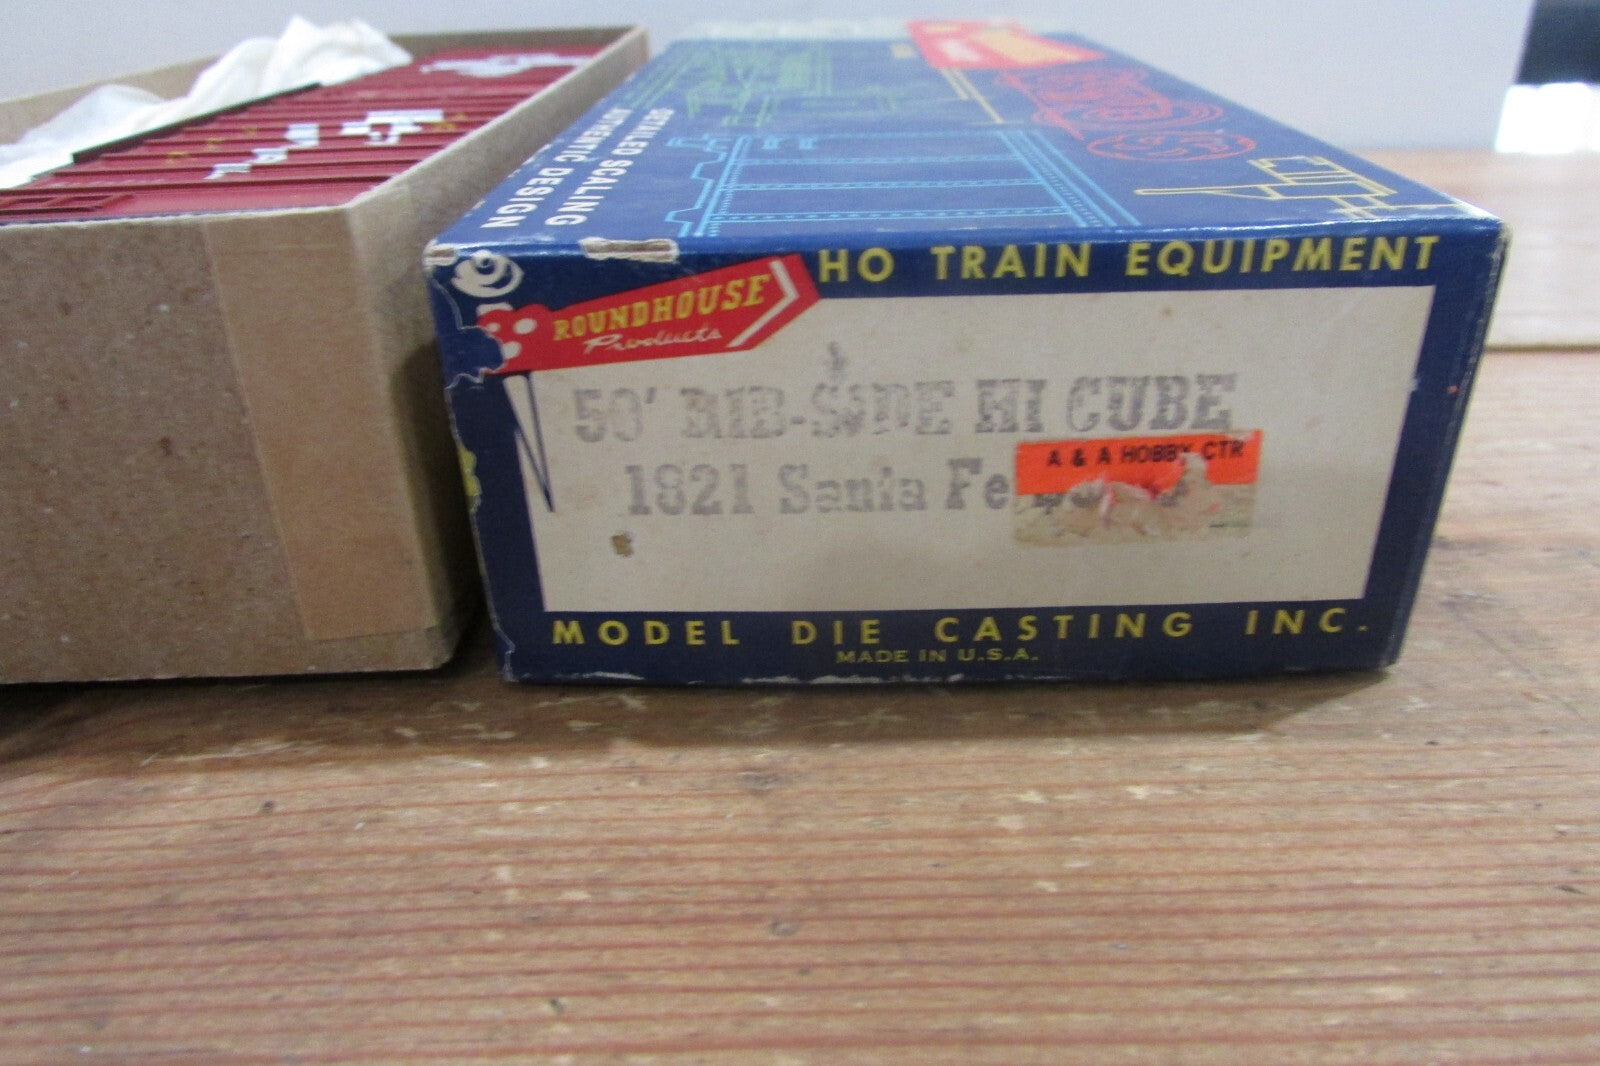 DETAILED SCALING
AUTHENTIC DESIGN
HO TRAIN EQUIPMENT
ROUNDHOUSE
Products
50' RIB-SIDE HI CUBE
1821 Santa Fe
A & A HOBBY CTR
MODEL DIE CASTING INC.
MADE IN U.S.A.